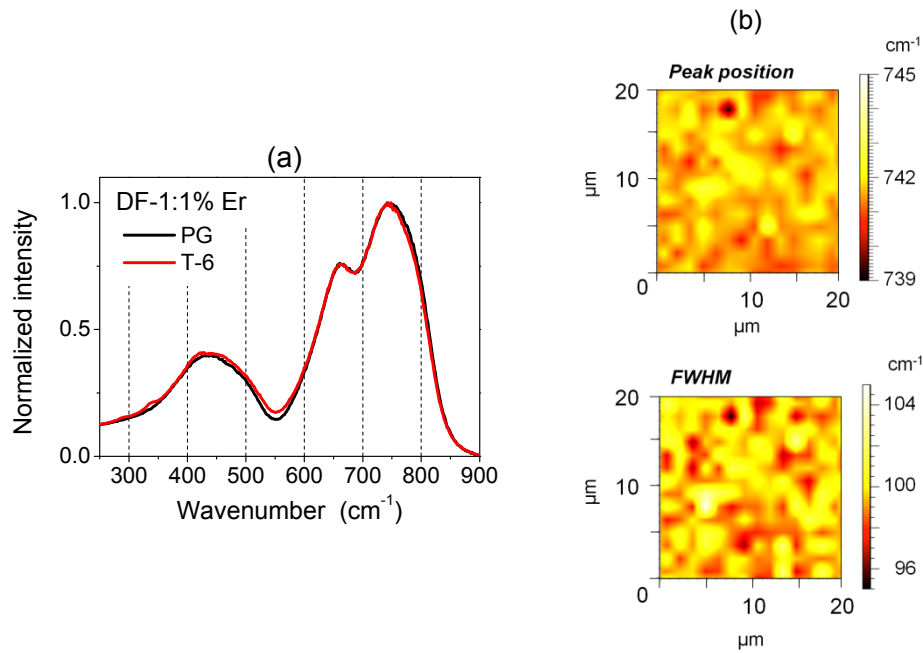 (a)
DF-1:1% Er
PG
T-6
1.0
0.5
0.0
Normalized intensity
300 400 500 600 700 800 900
Wavenumber (cm⁻¹)
(b)
cm⁻¹
Peak position
745
742
739
20
10
0
µm
10 20
µm
cm⁻¹
FWHM
104
100
96
20
10
0
µm
10 20
µm